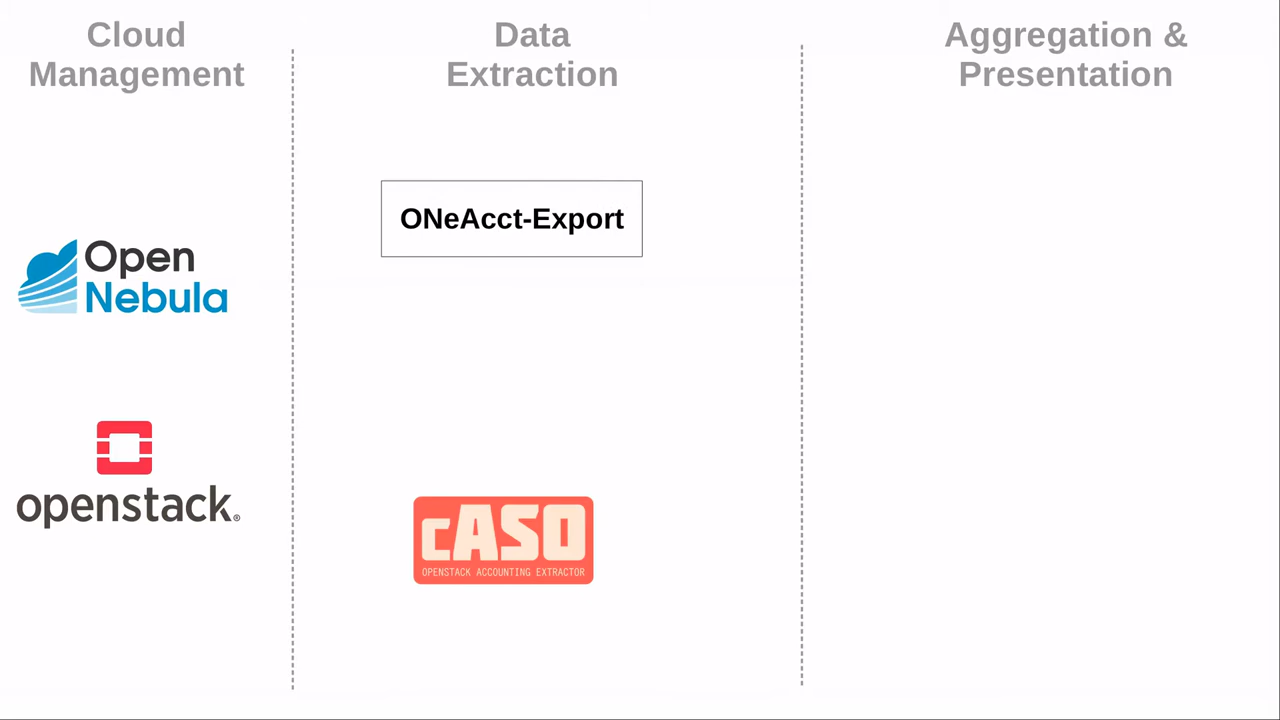 Cloud
Management
Data
Extraction
Aggregation &
Presentation
ONeAcct-Export
Open
Nebula
openstack®
cASO
OPENSTACK ACCOUNTING EXTRACTOR